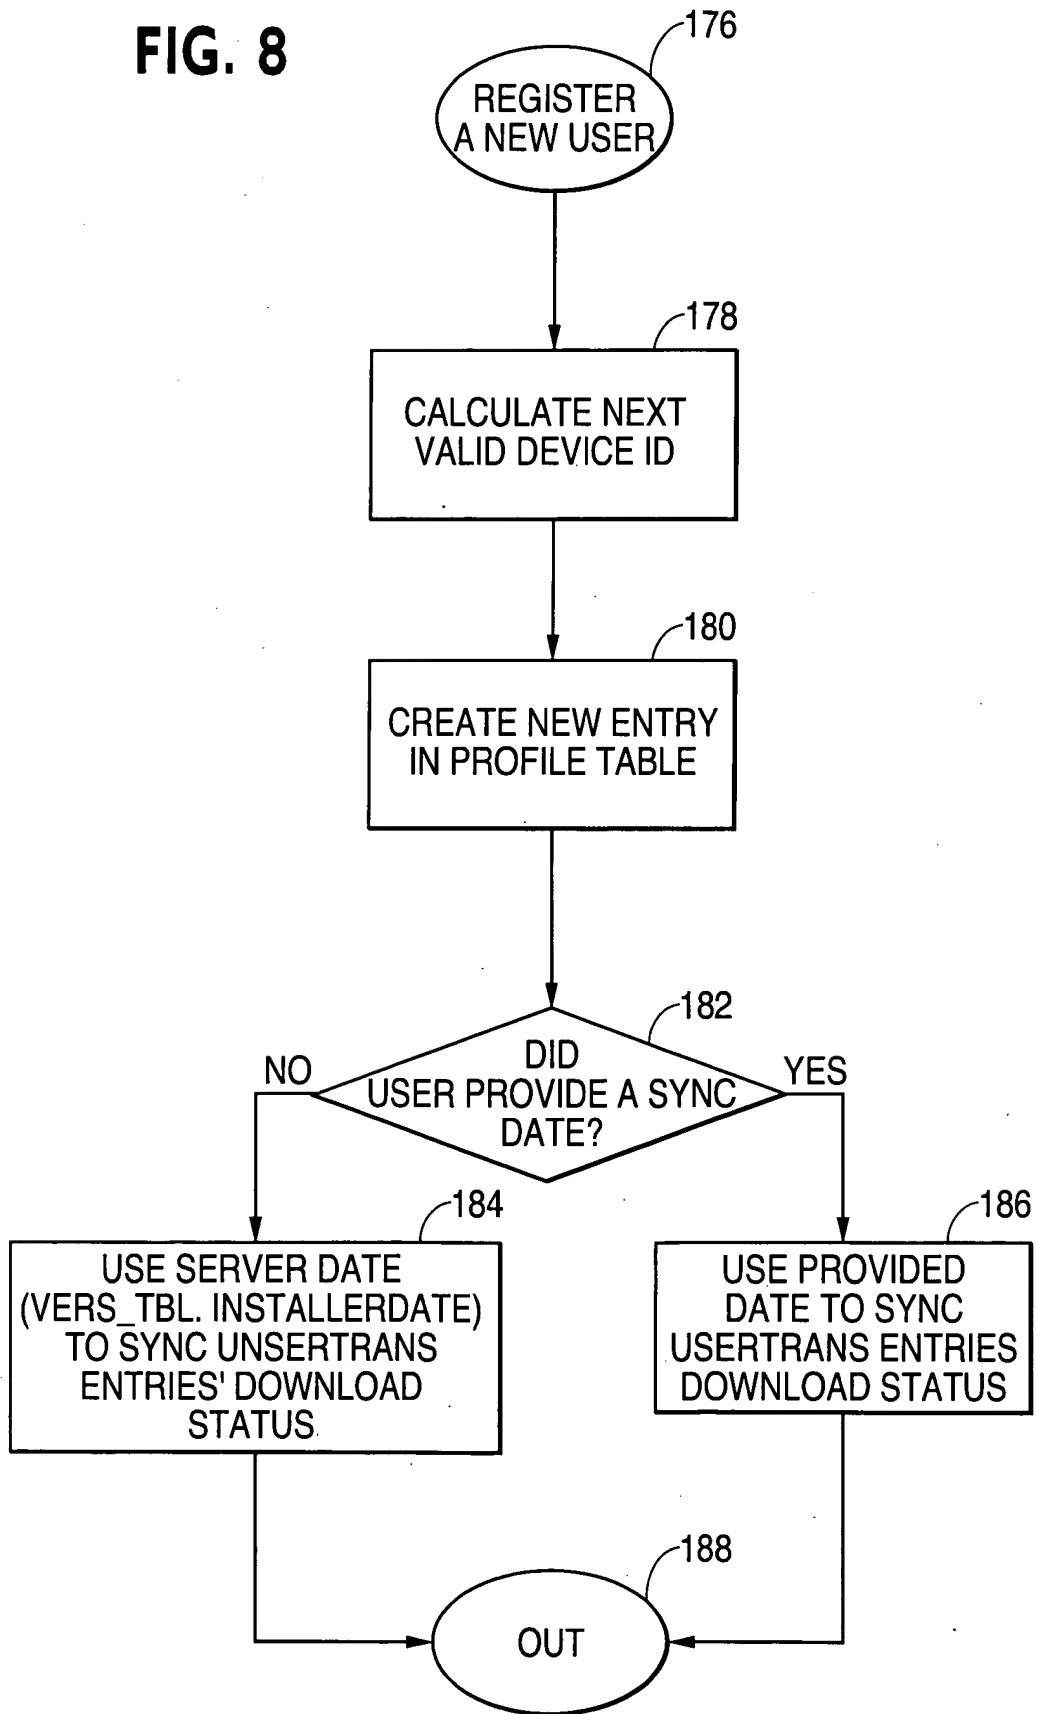 FIG. 8
176
REGISTER
A NEW USER
178
CALCULATE NEXT
VALID DEVICE ID
180
CREATE NEW ENTRY
IN PROFILE TABLE
182
DID
USER PROVIDE A SYNC
DATE?
NO
YES
184
USE SERVER DATE
(VERS_TBL. INSTALLERDATE)
TO SYNC UNSERTRANS
ENTRIES' DOWNLOAD
STATUS
186
USE PROVIDED
DATE TO SYNC
USERTRANS ENTRIES
DOWNLOAD STATUS
188
OUT